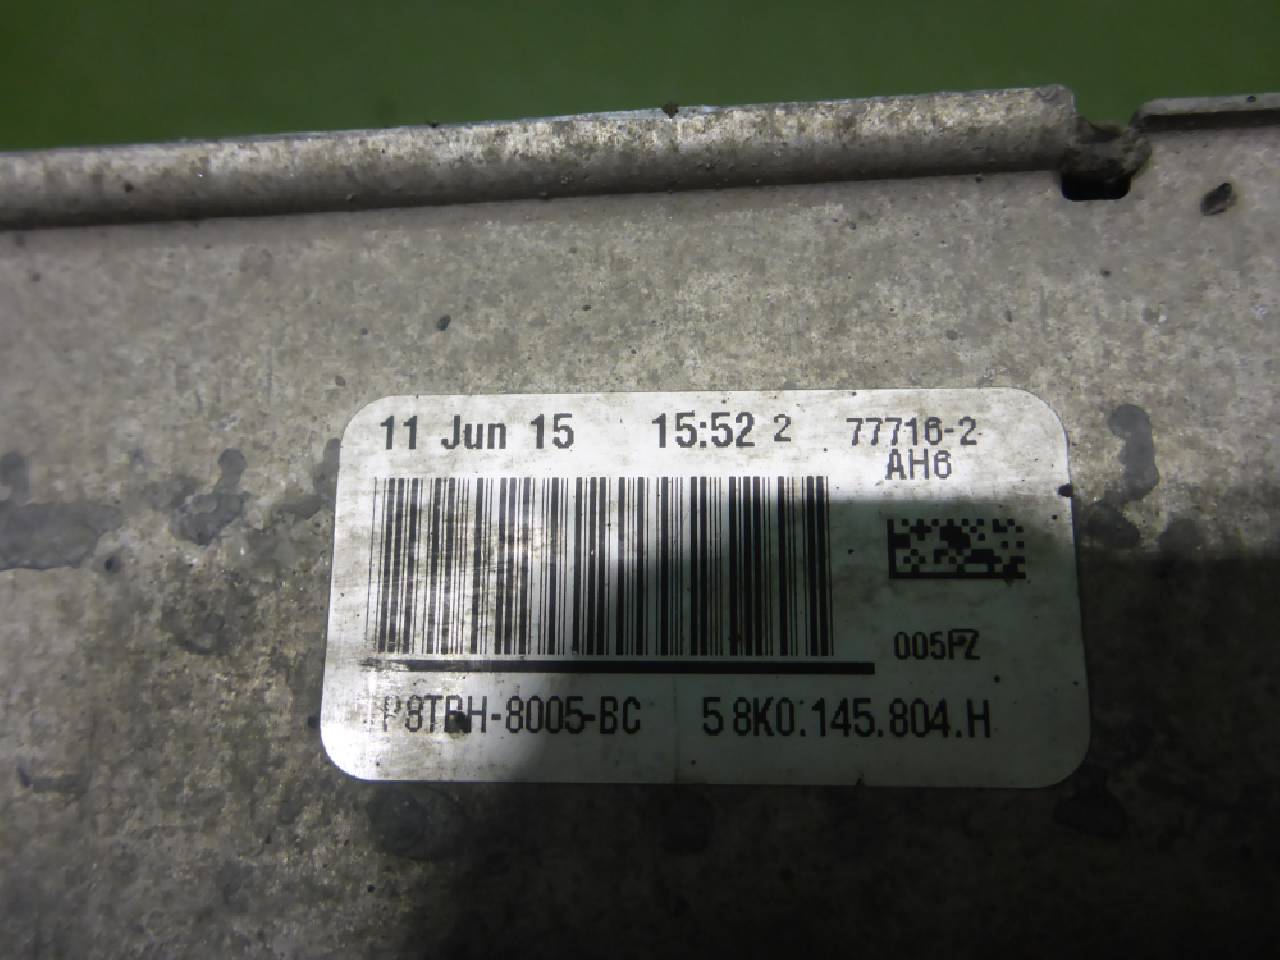 11 Jun 15 15:52 2 77716-2
AH6
005PZ
P8TBH-8005-BC 5 8K0.145.804.H